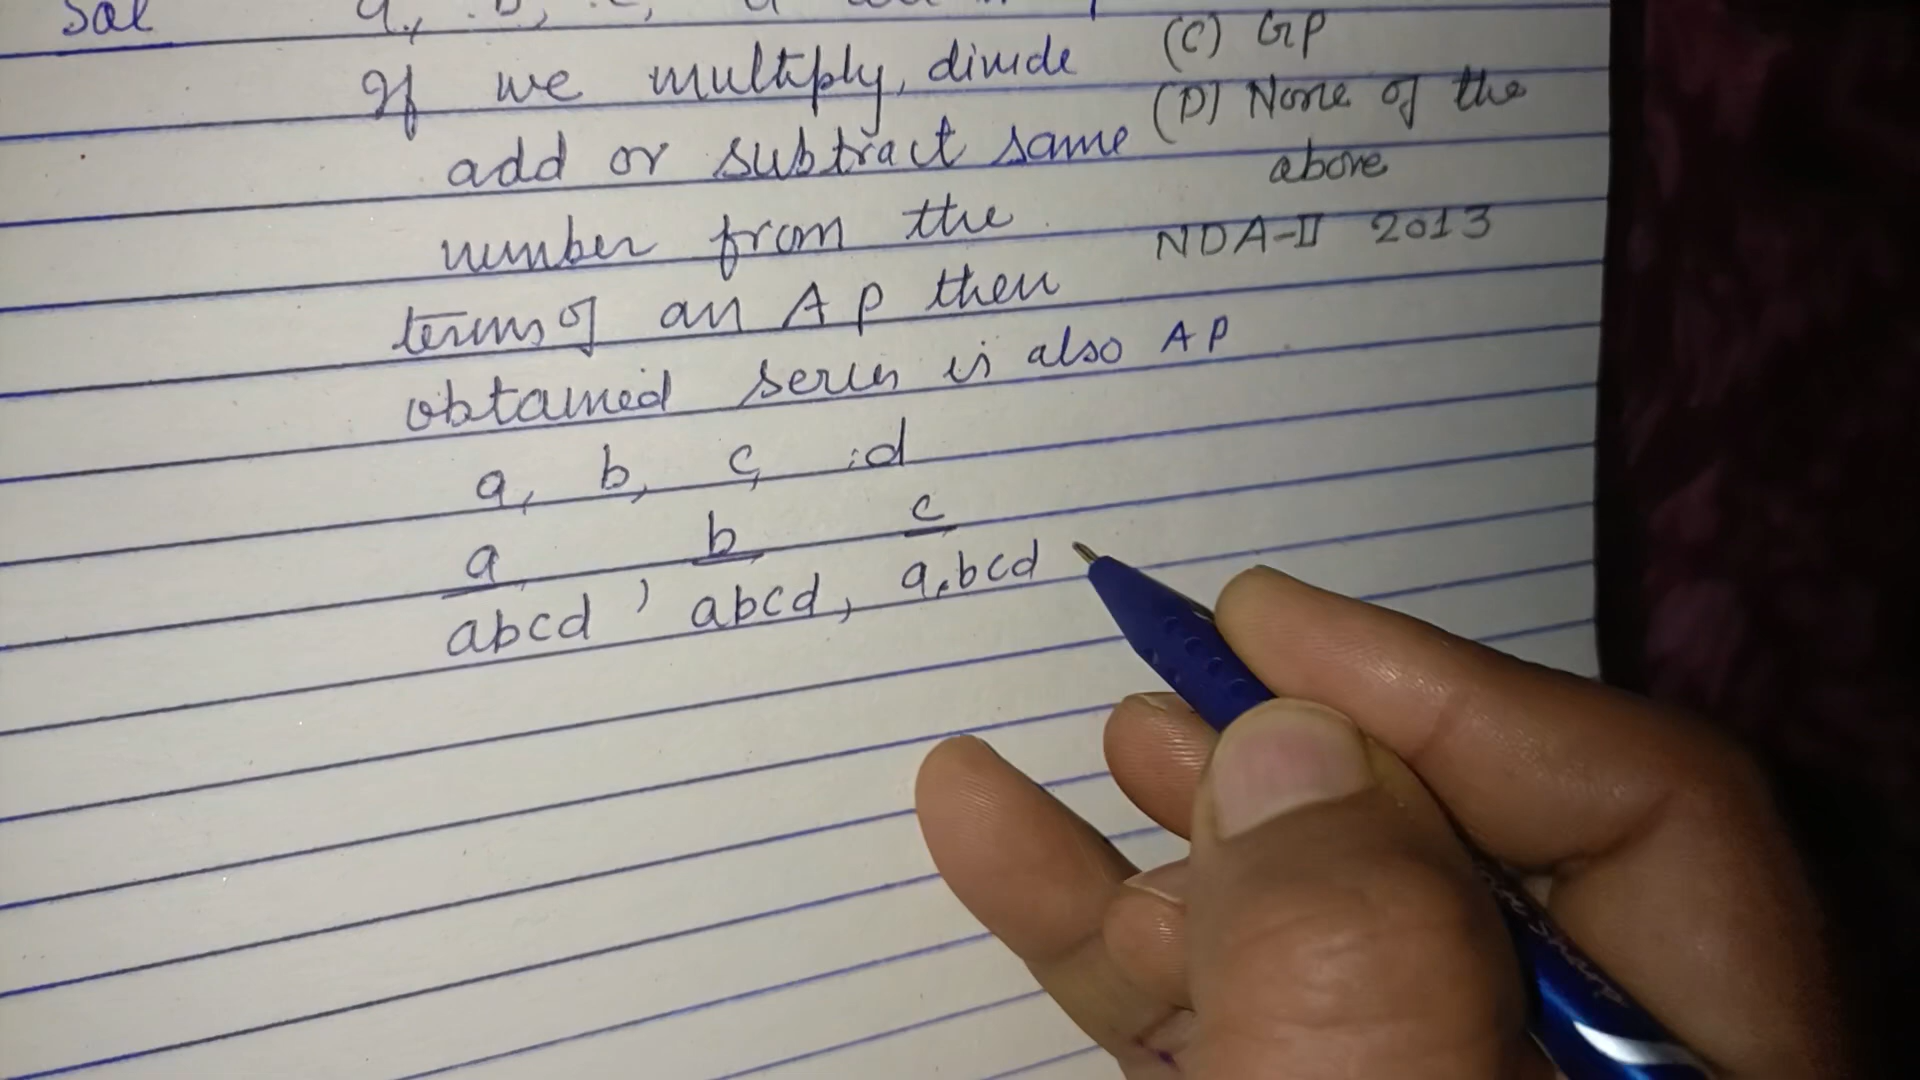 Sol a, b, c,
If we multiply, divide
add or subtract same
number from the
terms of an AP then
obtained series is also AP
a, b, c, d
a b c
abcd, abcd, abcd
(C) GP
(D) None of the
above
NDA-II 2013